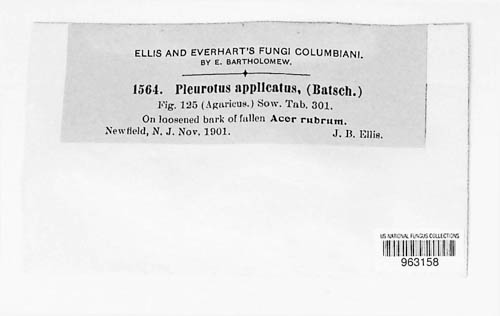 ELLIS AND EVERHART'S FUNGI COLUMBIANI.
BY E. BARTHOLOMEW.
1564. Pleurotus applicatus, (Batsch.)
Fig. 125 (Agaricus.) Sow. Tab. 301.
On loosened bark of fallen Acer rubrum.
Newfield, N. J. Nov. 1901. J. B. Ellis.
US NATIONAL FUNGUS COLLECTIONS
963158